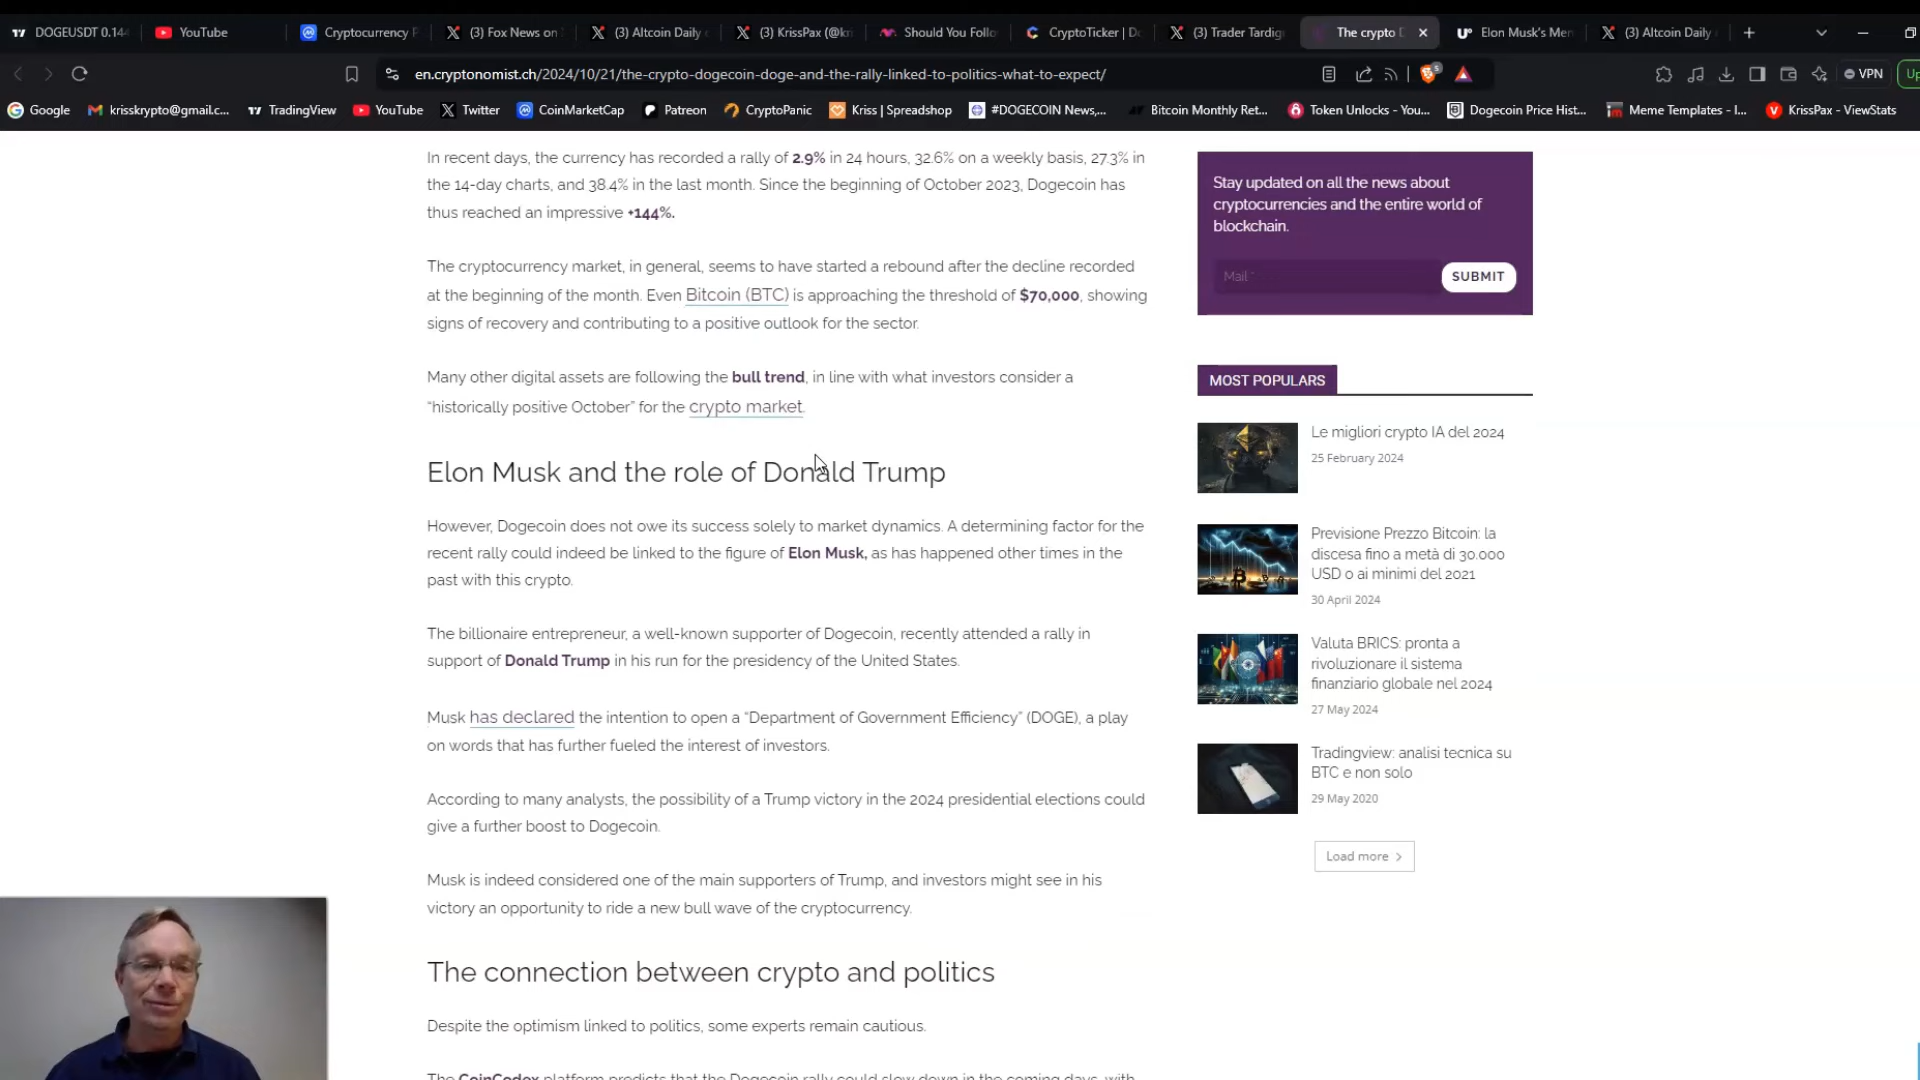 DOGEUSDT 0.144
YouTube
Cryptocurrency P
(3) Fox News on
(3) Altcoin Daily
(3) KrissPax (@kr
Should You Follo
CryptoTicker | Do
(3) Trader Tardig
The crypto D
Elon Musk's Mem
(3) Altcoin Daily
en.cryptonomist.ch/2024/10/21/the-crypto-dogecoin-doge-and-the-rally-linked-to-politics-what-to-expect/
5
VPN
Up
Google
krisskrypto@gmail.c...
TradingView
YouTube
Twitter
CoinMarketCap
Patreon
CryptoPanic
Kriss | Spreadshop
#DOGECOIN News,...
Bitcoin Monthly Ret...
Token Unlocks - You...
Dogecoin Price Hist...
Meme Templates - I...
KrissPax - ViewStats
In recent days, the currency has recorded a rally of 2.9% in 24 hours, 32.6% on a weekly basis, 27.3% in
the 14-day charts, and 38.4% in the last month. Since the beginning of October 2023, Dogecoin has
thus reached an impressive +144%.
The cryptocurrency market, in general, seems to have started a rebound after the decline recorded
at the beginning of the month. Even Bitcoin (BTC) is approaching the threshold of $70,000, showing
signs of recovery and contributing to a positive outlook for the sector.
Many other digital assets are following the bull trend, in line with what investors consider a
“historically positive October” for the crypto market.
Elon Musk and the role of Donald Trump
However, Dogecoin does not owe its success solely to market dynamics. A determining factor for the
recent rally could indeed be linked to the figure of Elon Musk, as has happened other times in the
past with this crypto.
The billionaire entrepreneur, a well-known supporter of Dogecoin, recently attended a rally in
support of Donald Trump in his run for the presidency of the United States.
Musk has declared the intention to open a “Department of Government Efficiency” (DOGE), a play
on words that has further fueled the interest of investors.
According to many analysts, the possibility of a Trump victory in the 2024 presidential elections could
give a further boost to Dogecoin.
Musk is indeed considered one of the main supporters of Trump, and investors might see in his
victory an opportunity to ride a new bull wave of the cryptocurrency.
The connection between crypto and politics
Despite the optimism linked to politics, some experts remain cautious.
The CoinCodex platform predicts that the Dogecoin rally could slow down in the coming days, with
Stay updated on all the news about
cryptocurrencies and the entire world of
blockchain.
Mail *
SUBMIT
MOST POPULARS
Le migliori crypto IA del 2024
25 February 2024
Previsione Prezzo Bitcoin: la
discesa fino a metà di 30.000
USD o ai minimi del 2021
30 April 2024
Valuta BRICS: pronta a
rivoluzionare il sistema
finanziario globale nel 2024
27 May 2024
Tradingview: analisi tecnica su
BTC e non solo
29 May 2020
Load more